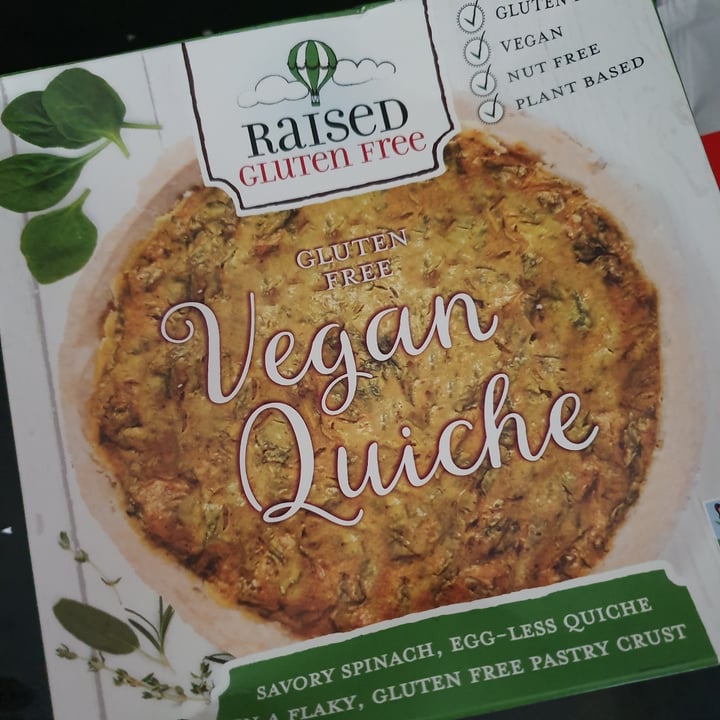 RAISED
GLUTEN FREE
GLUTEN
VEGAN
NUT FREE
PLANT BASED
GLUTEN
FREE
Vegan
Quiche
SAVORY SPINACH, EGG-LESS QUICHE
A FLAKY, GLUTEN FREE PASTRY CRUST